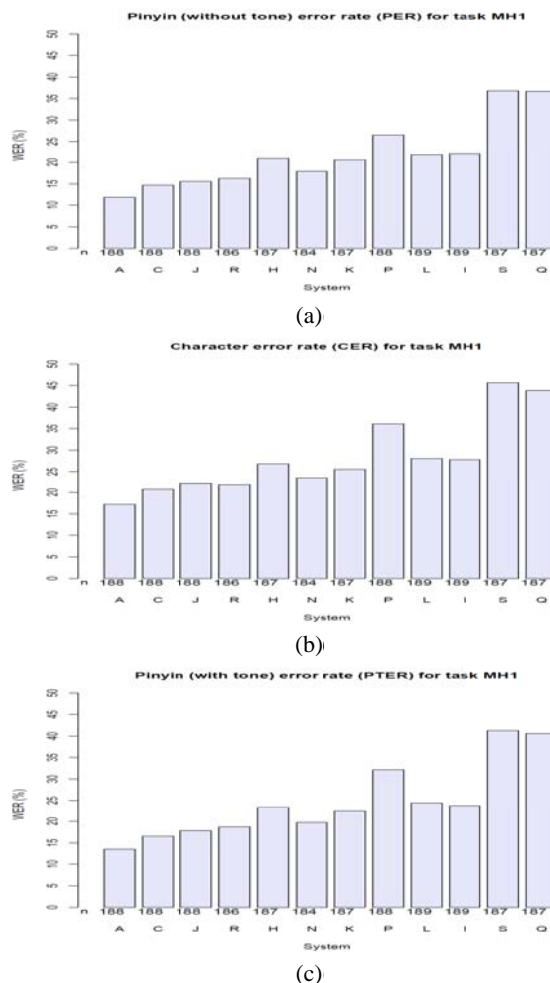 Pinyin (without tone) error rate (PER) for task MH1
50
45
40
35
30
25
20
15
10
5
0
WER (%)
n 188 188 188 186 187 184 187 188 189 189 187 187
A C J R H N K P L I S Q
System
(a)
Character error rate (CER) for task MH1
50
45
40
35
30
25
20
15
10
5
0
WER (%)
n 188 188 188 186 187 184 187 188 189 189 187 187
A C J R H N K P L I S Q
System
(b)
Pinyin (with tone) error rate (PTER) for task MH1
50
45
40
35
30
25
20
15
10
5
0
WER (%)
n 188 188 188 186 187 184 187 188 189 189 187 187
A C J R H N K P L I S Q
System
(c)